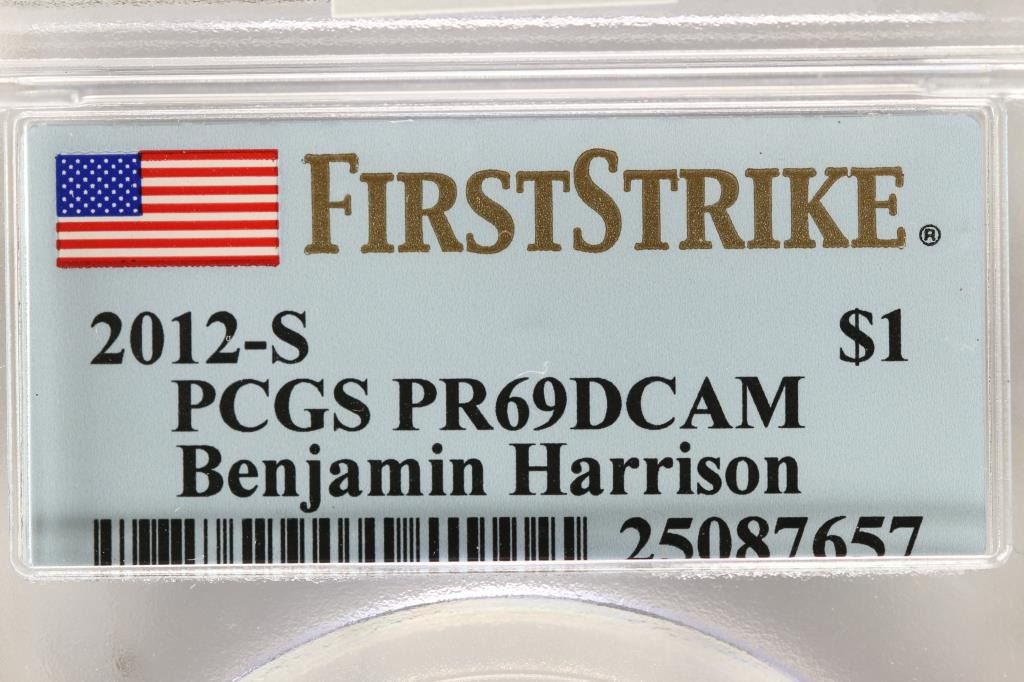 FIRSTSTRIKE®
2012-S $1
PCGS PR69DCAM
Benjamin Harrison
25087657